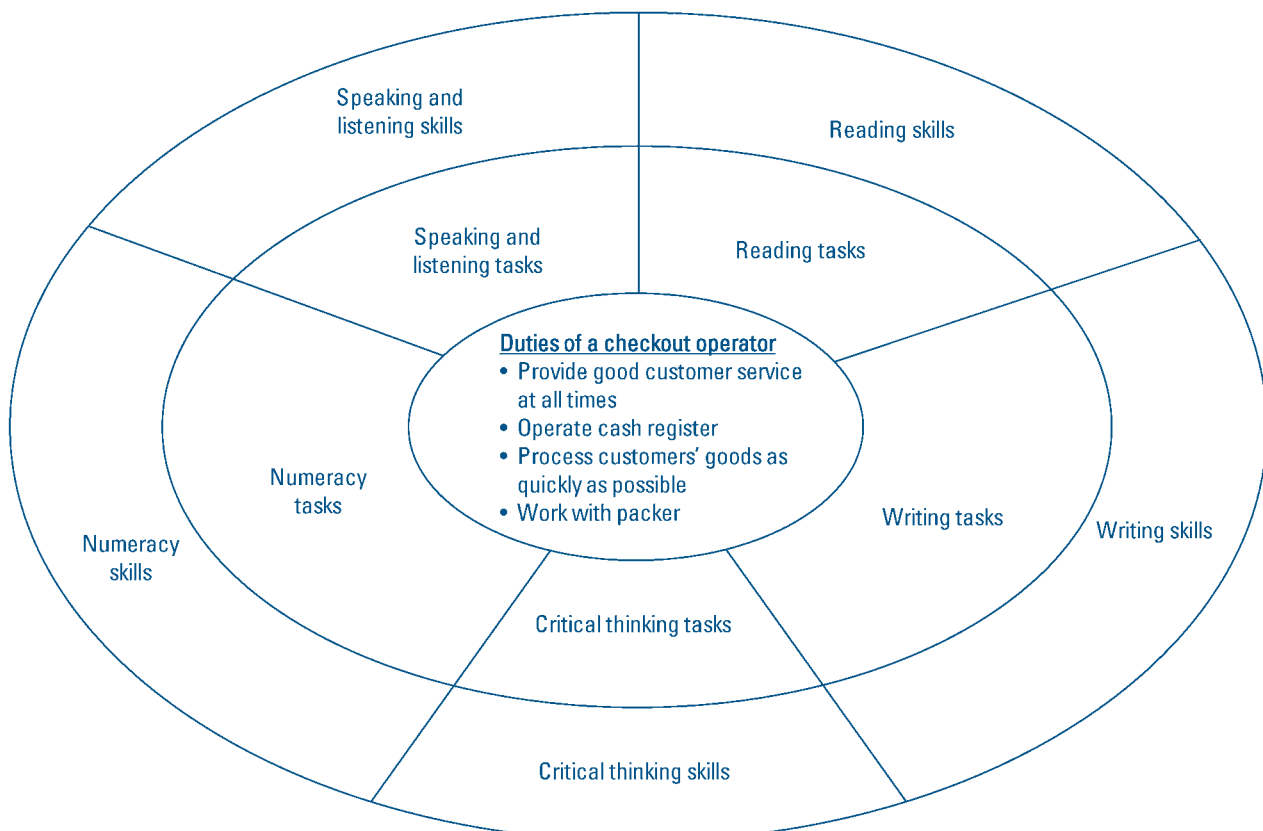 Speaking and
listening skills
Reading skills
Speaking and
listening tasks
Reading tasks
Duties of a checkout operator
• Provide good customer service
at all times
• Operate cash register
• Process customers’ goods as
quickly as possible
• Work with packer
Numeracy
tasks
Writing tasks
Numeracy
skills
Writing skills
Critical thinking tasks
Critical thinking skills